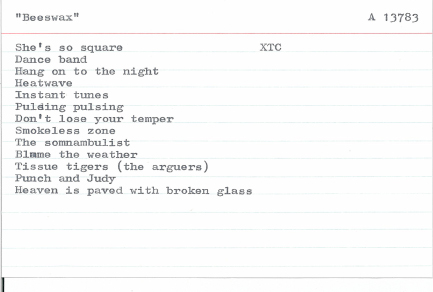 "Beeswax" A 13783
She's so square XTC
Dance band
Hang on to the night
Heatwave
Instant tunes
Pulsing pulsing
Don't lose your temper
Smokeless zone
The somnambulist
Blame the weather
Tissue tigers (the arguers)
Punch and Judy
Heaven is paved with broken glass